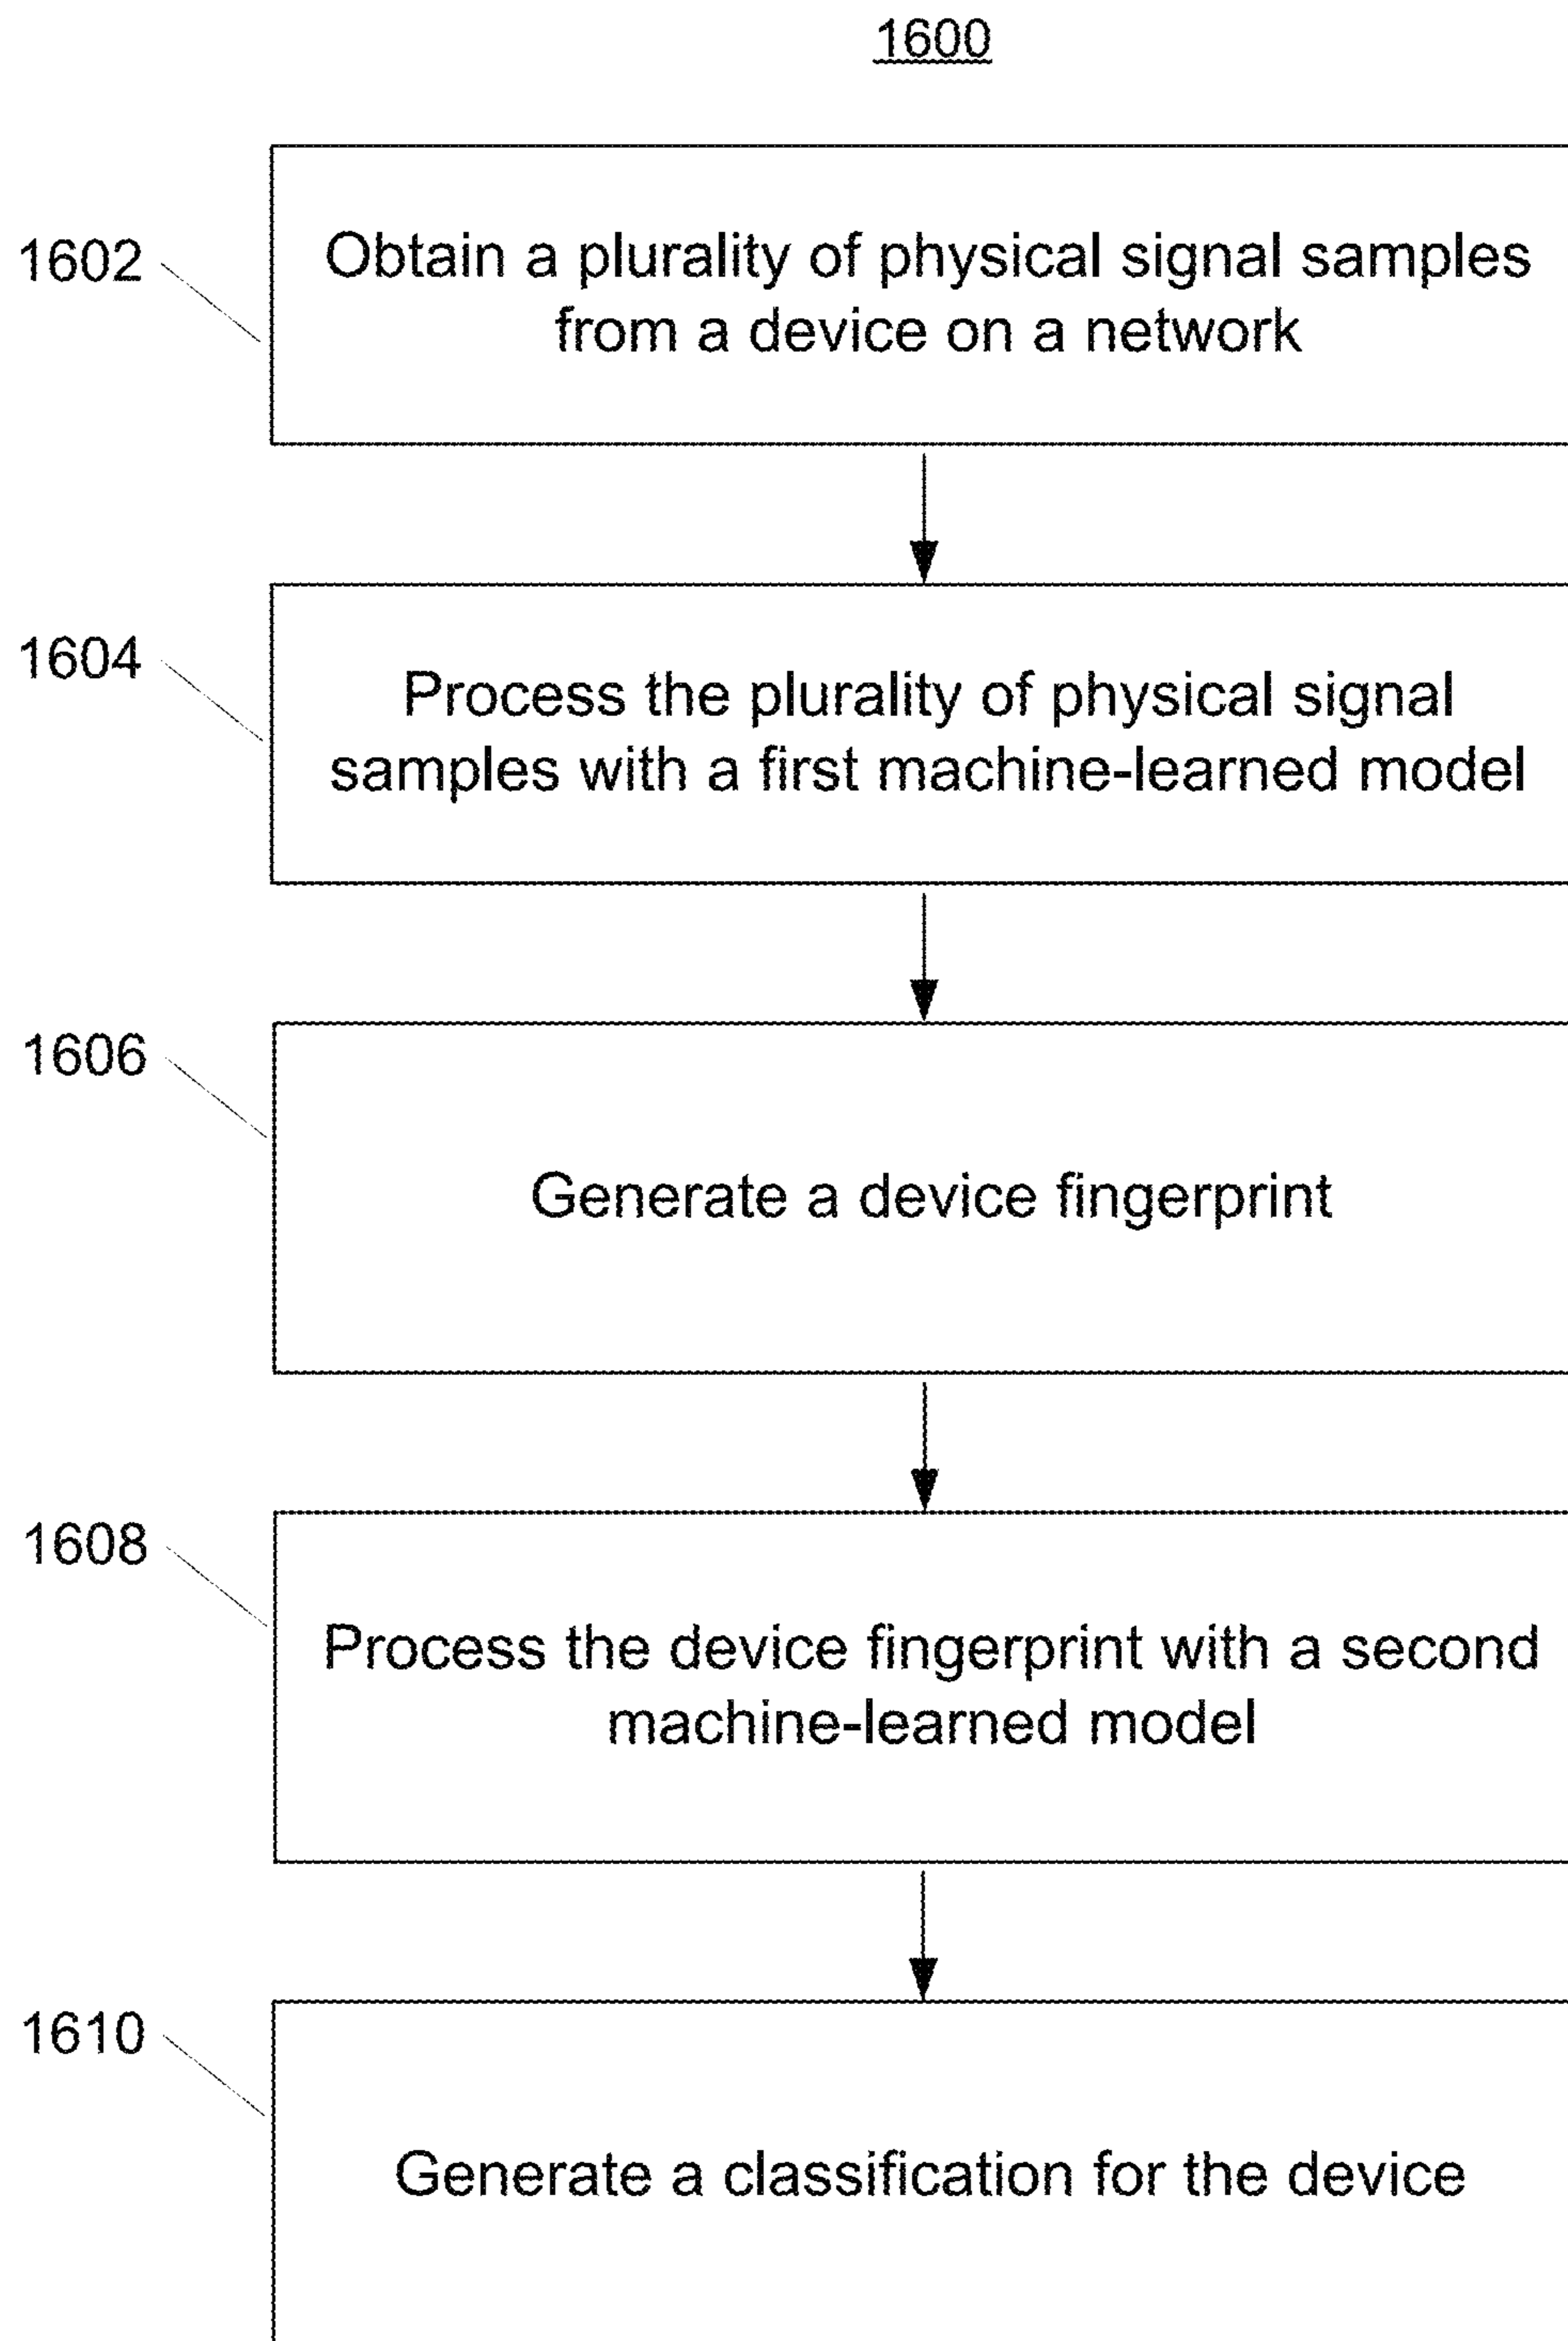 1600
1602
Obtain a plurality of physical signal samples
from a device on a network
1604
Process the plurality of physical signal
samples with a first machine-learned model
1606
Generate a device fingerprint
1608
Process the device fingerprint with a second
machine-learned model
1610
Generate a classification for the device